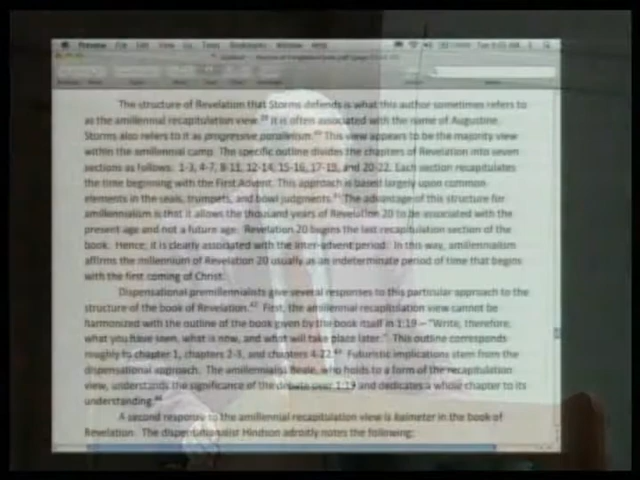 Preview File Edit View Go Tools Bookmarks Window Help
The structure of Revelation that Storms defends is what this author sometimes refers to
as the amillennial recapitulation view. It is often associated with the name of Augustine.
Storms also refers to it as progressive parallelism. This view appears to be the majority view
within the amillennial camp. The specific outline divides the chapters of Revelation into seven
sections as follows: 1-3, 4-7, 8-11, 12-14, 15-16, 17-19, and 20-22. Each section recapitulates
the time beginning with the First Advent. This approach is based largely upon common
elements in the seals, trumpets, and bowl judgments. The advantage of this structure for
amillennialism is that it allows the thousand years of Revelation 20 to be associated with the
present age and not a future age. Revelation 20 begins the last recapitulation section of the
book. Hence, it is clearly associated with the inter-advent period. In this way, amillennialism
affirms the millennium of Revelation 20 usually as an indeterminate period of time that begins
with the first coming of Christ.
Dispensational premillennialists give several responses to this particular approach to the
structure of the book of Revelation. First, the amillennial recapitulation view cannot be
harmonized with the outline of the book given by the book itself in 1:19 – "Write, therefore,
what you have seen, what is now, and what will take place later." This outline corresponds
roughly to chapter 1, chapters 2-3, and chapters 4-22. Futuristic implications stem from the
dispensational approach. The amillennialist Beale, who holds to a form of the recapitulation
view, understands the significance of the debate over 1:19 and dedicates a whole chapter to its
understanding.
A second response to the amillennial recapitulation view is in the book of
Revelation. The dispensationalist Hindson adroitly notes the following: